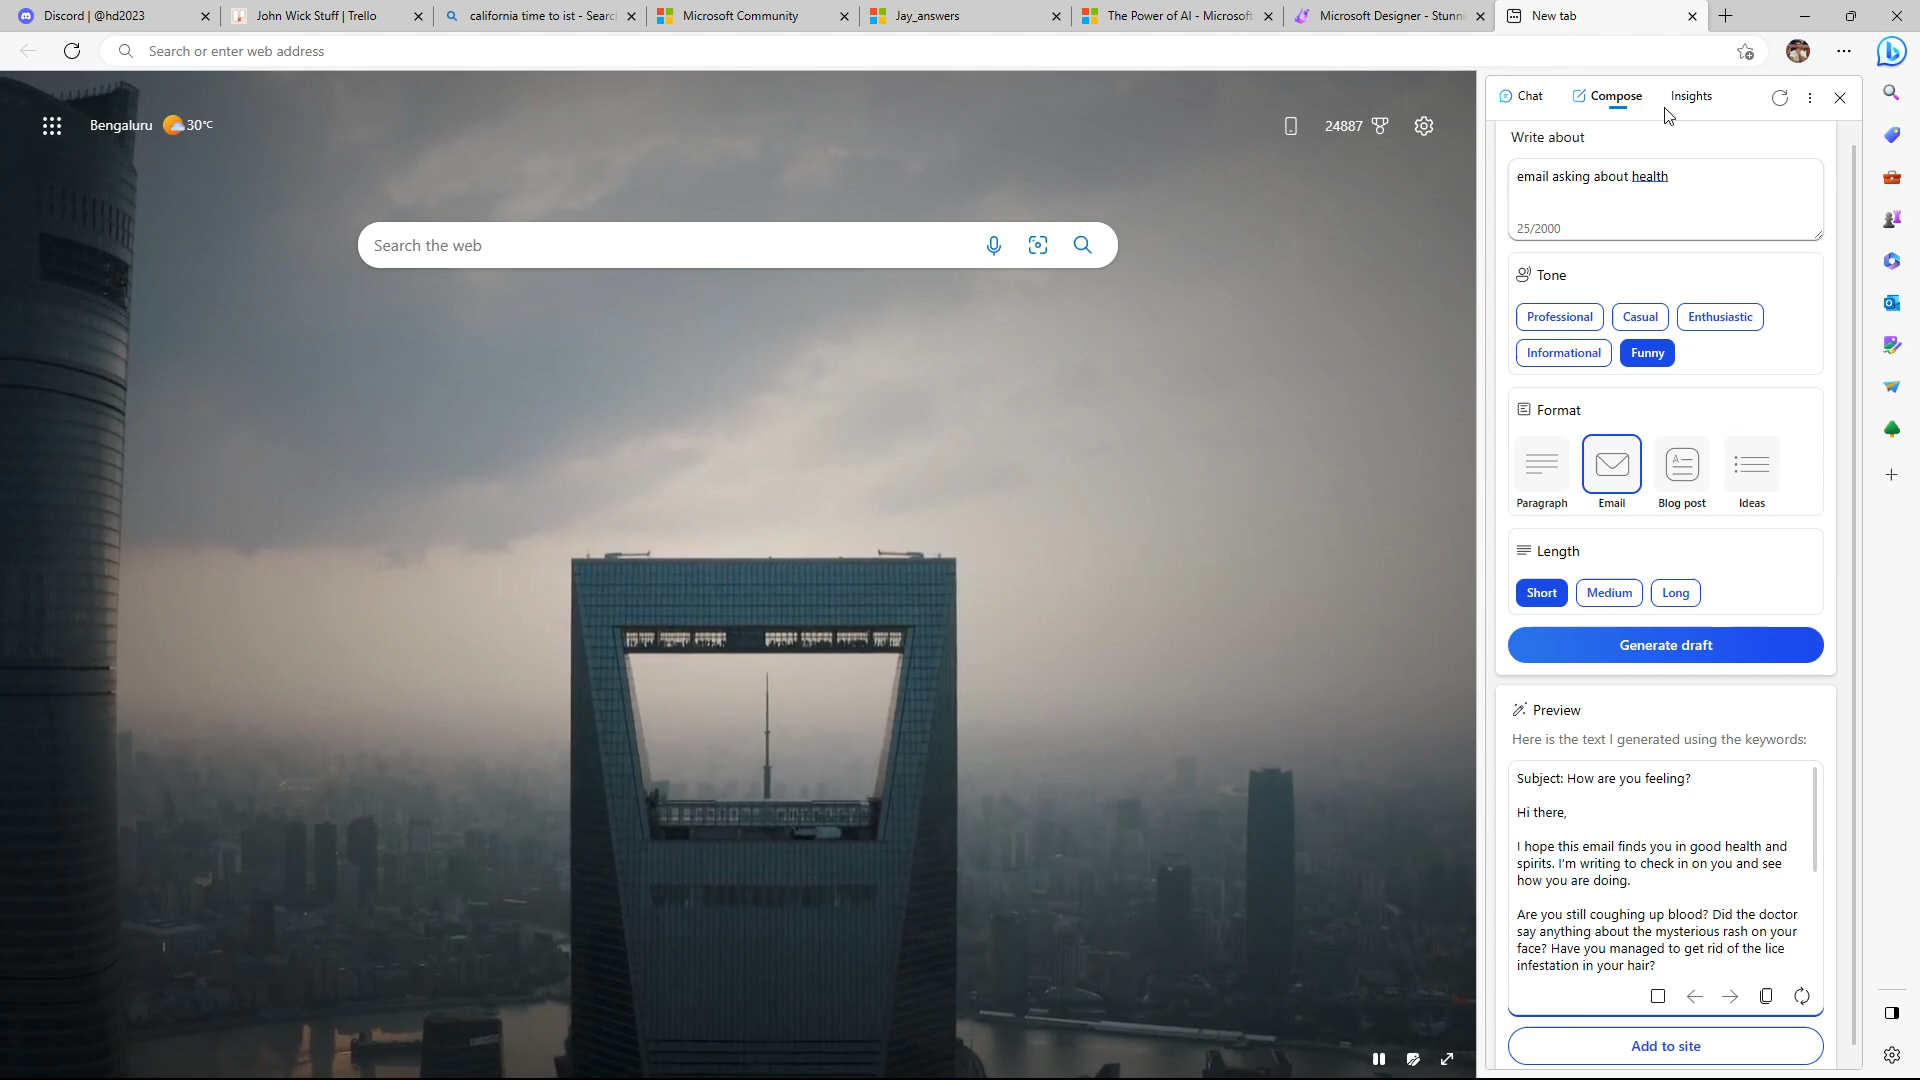 Discord | @hd2023
John Wick Stuff | Trello
california time to ist - Searc
Microsoft Community
Jay_answers
The Power of AI - Microsoft
Microsoft Designer - Stunni
New tab
Search or enter web address
Bengaluru
30°C
24887
Search the web
Chat
Compose
Insights
Write about
email asking about health
25/2000
Tone
Professional
Casual
Enthusiastic
Informational
Funny
Format
Paragraph
Email
Blog post
Ideas
Length
Short
Medium
Long
Generate draft
Preview
Here is the text I generated using the keywords:
Subject: How are you feeling?
Hi there,
I hope this email finds you in good health and
spirits. I'm writing to check in on you and see
how you are doing.
Are you still coughing up blood? Did the doctor
say anything about the mysterious rash on your
face? Have you managed to get rid of the lice
infestation in your hair?
Add to site